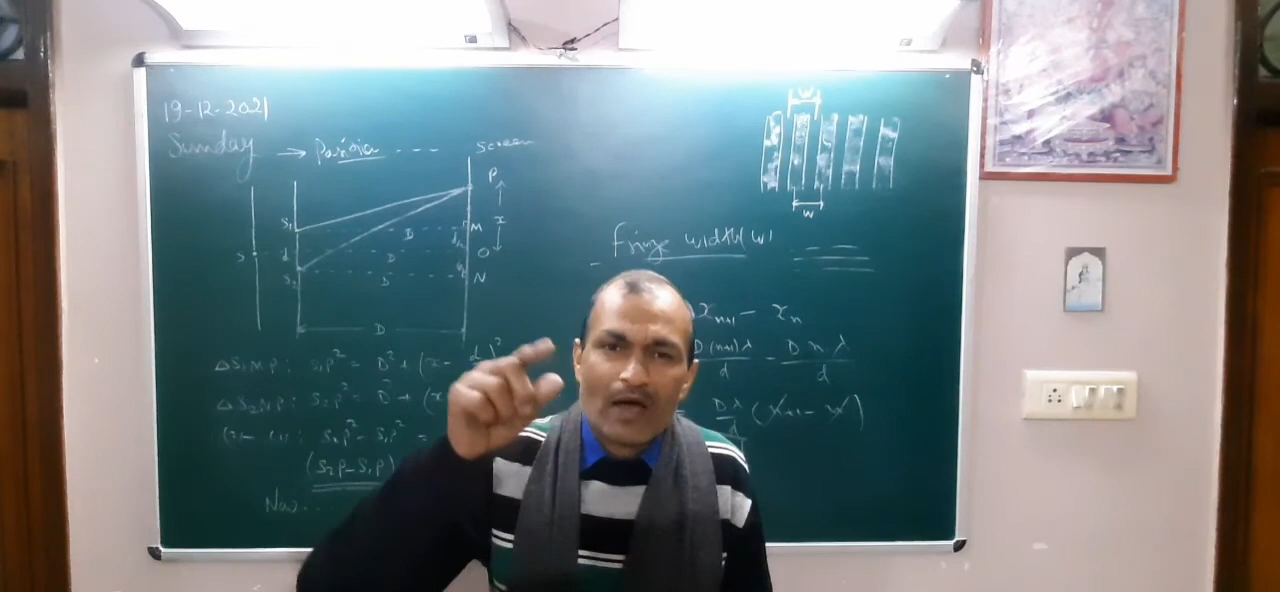 19-12-2021
Sunday → ....
Screen
P
S₁
M
D
x
S
d
D
O
S₂
D
N
D
ΔS₁MP: S₁P² = D² + (x - d
ΔS₂NP: S₂P² = D² + (x
S₂P² - S₁P² =
(S₂P - S₁P)
Now....
W
W
Fringe width(w)
xₙ₊₁ - xₙ
D(n+1)λ/d - Dnλ/d
Dλ/d (n+1 - n)